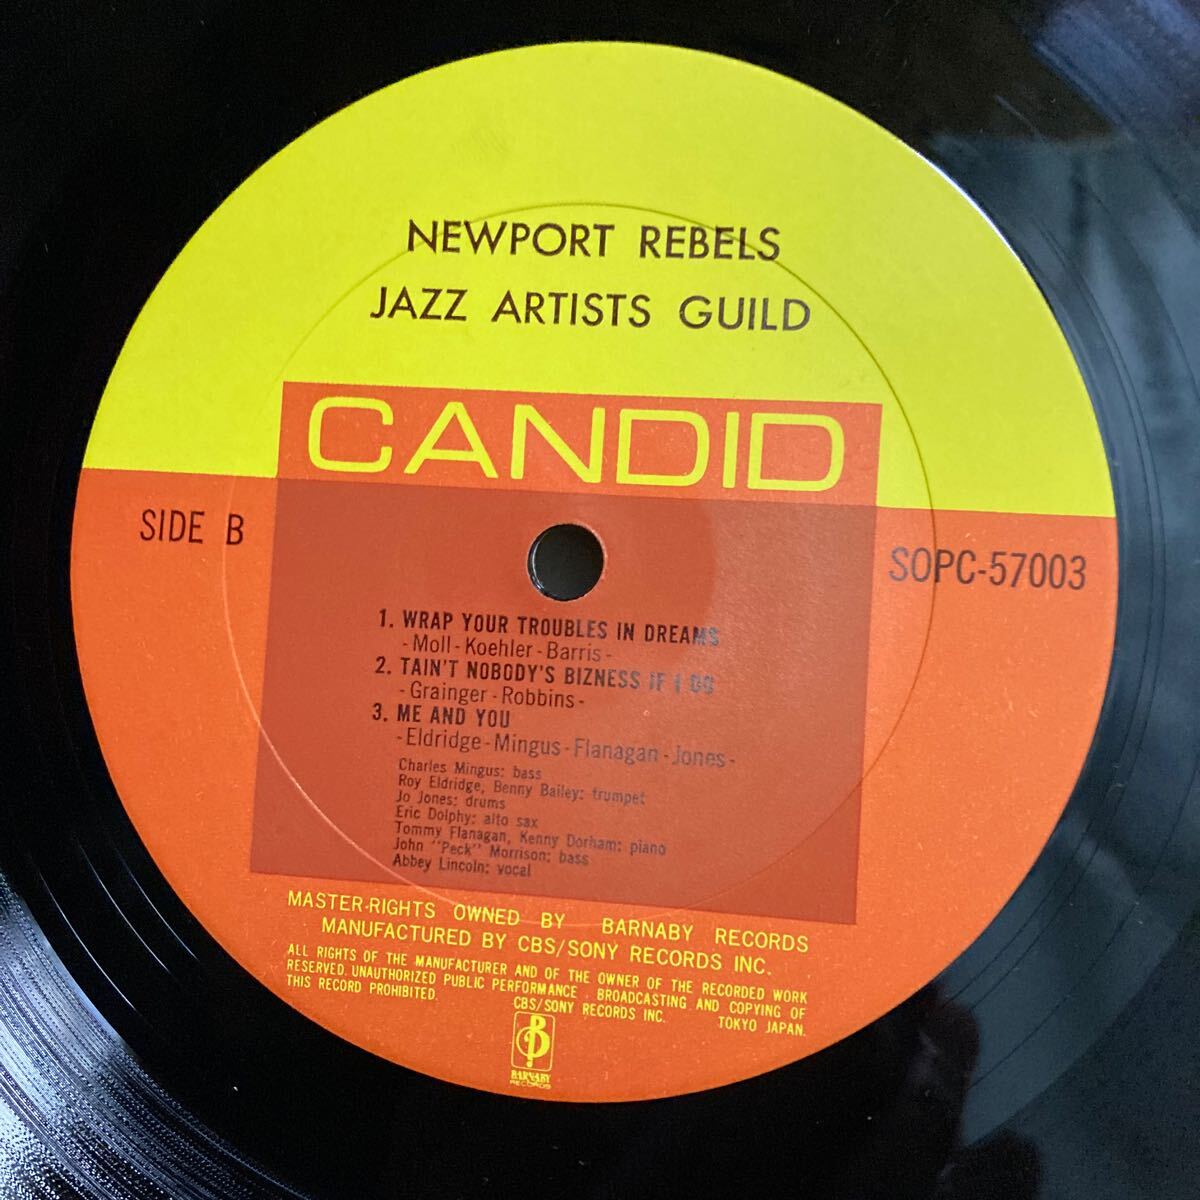 NEWPORT REBELS
JAZZ ARTISTS GUILD
CANDID
SIDE B
SOPC-57003
1. WRAP YOUR TROUBLES IN DREAMS
- Moll - Koehler - Barris -
2. TAIN'T NOBODY'S BIZNESS IF I DO
- Grainger - Robbins -
3. ME AND YOU
- Eldridge - Mingus - Flanagan - Jones -
Charles Mingus: bass
Roy Eldridge, Benny Bailey: trumpet
Jo Jones: drums
Eric Dolphy: alto sax
Tommy Flanagan, Kenny Dorham: piano
John "Peck" Morrison: bass
Abbey Lincoln: vocal
MASTER-RIGHTS OWNED BY BARNABY RECORDS
MANUFACTURED BY CBS/SONY RECORDS INC.
ALL RIGHTS OF THE MANUFACTURER AND OF THE OWNER OF THE RECORDED WORK
RESERVED. UNAUTHORIZED PUBLIC PERFORMANCE . BROADCASTING AND COPYING OF
THIS RECORD PROHIBITED.
CBS/SONY RECORDS INC. TOKYO JAPAN.
BARNABY
RECORDS